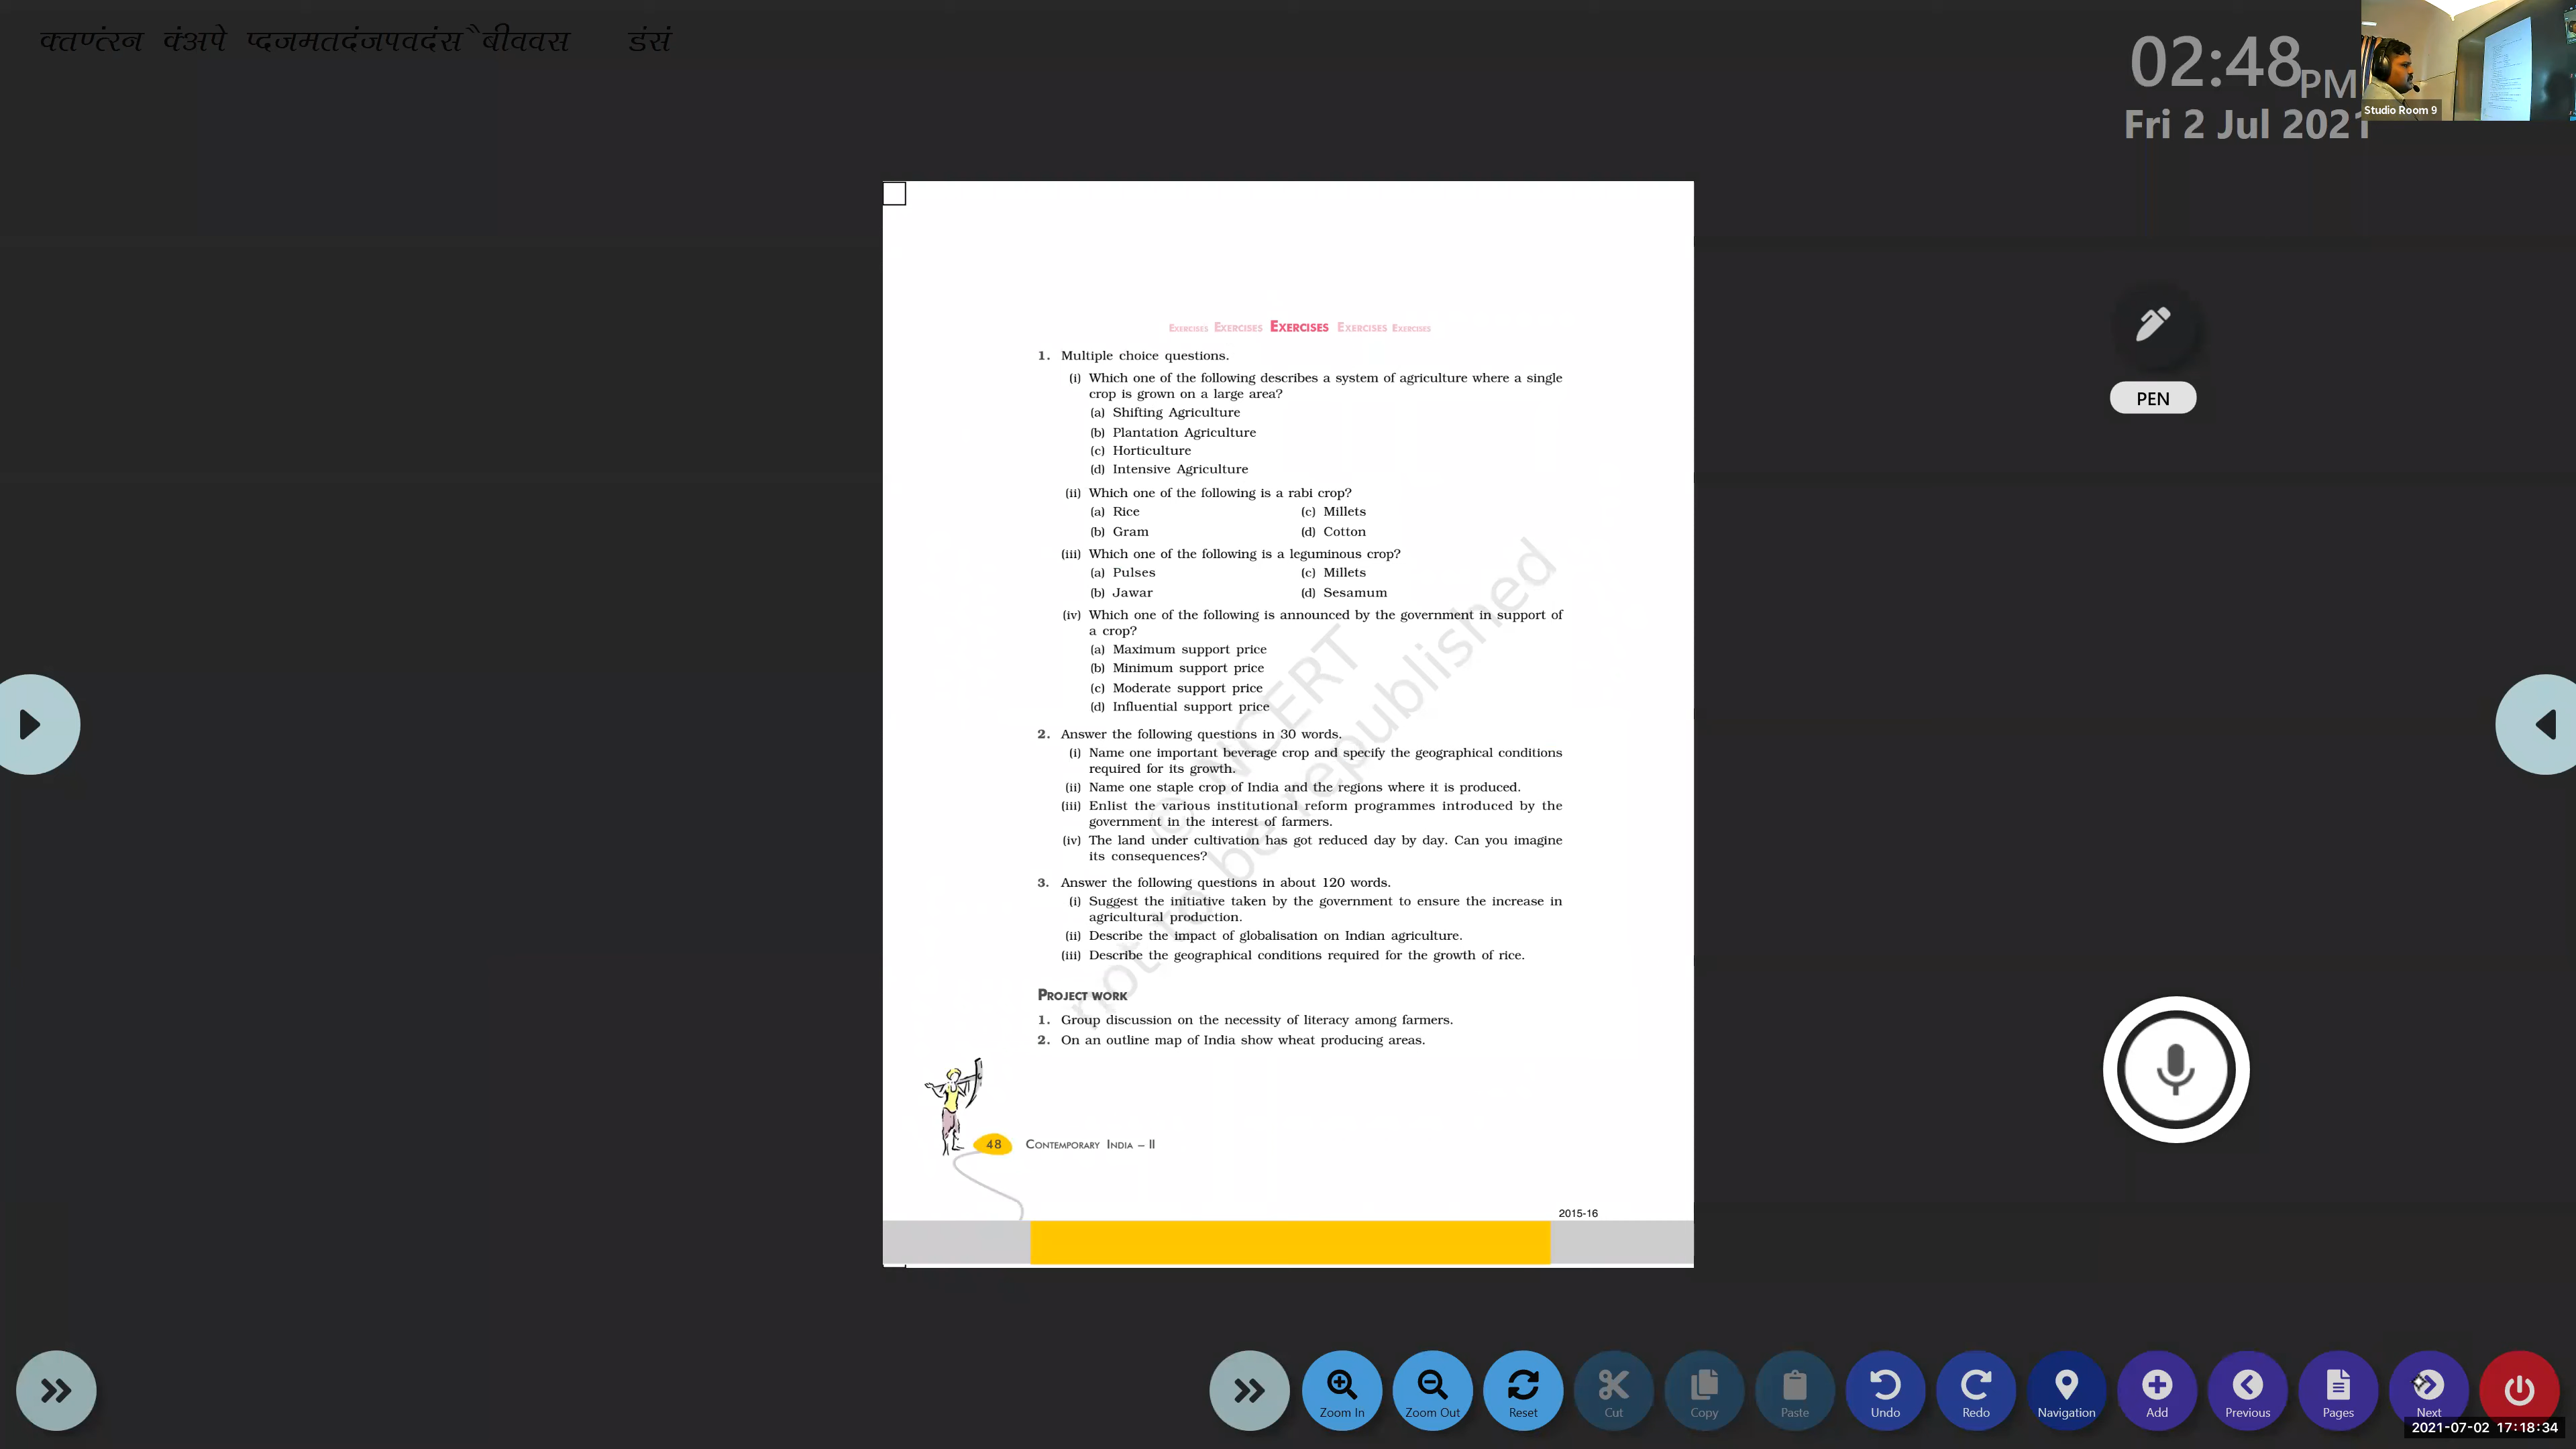 क्तण्ंरन कंअपे प्दजमतदंजपवदंस ैबीववस डंसं
02:48 PM
Fri 2 Jul 2021
Studio Room 9
PEN
Exercises Exercises Exercises Exercises Exercises
1. Multiple choice questions.
(i) Which one of the following describes a system of agriculture where a single
crop is grown on a large area?
(a) Shifting Agriculture
(b) Plantation Agriculture
(c) Horticulture
(d) Intensive Agriculture
(ii) Which one of the following is a rabi crop?
(a) Rice (c) Millets
(b) Gram (d) Cotton
(iii) Which one of the following is a leguminous crop?
(a) Pulses (c) Millets
(b) Jawar (d) Sesamum
(iv) Which one of the following is announced by the government in support of
a crop?
(a) Maximum support price
(b) Minimum support price
(c) Moderate support price
(d) Influential support price
2. Answer the following questions in 30 words.
(i) Name one important beverage crop and specify the geographical conditions
required for its growth.
(ii) Name one staple crop of India and the regions where it is produced.
(iii) Enlist the various institutional reform programmes introduced by the
government in the interest of farmers.
(iv) The land under cultivation has got reduced day by day. Can you imagine
its consequences?
3. Answer the following questions in about 120 words.
(i) Suggest the initiative taken by the government to ensure the increase in
agricultural production.
(ii) Describe the impact of globalisation on Indian agriculture.
(iii) Describe the geographical conditions required for the growth of rice.
Project work
1. Group discussion on the necessity of literacy among farmers.
2. On an outline map of India show wheat producing areas.
© NCERT
not to be republished
48 Contemporary India – II
2015-16
Zoom In Zoom Out Reset Cut Copy Paste Undo Redo Navigation Add Previous Pages Next
2021-07-02 17:18:34